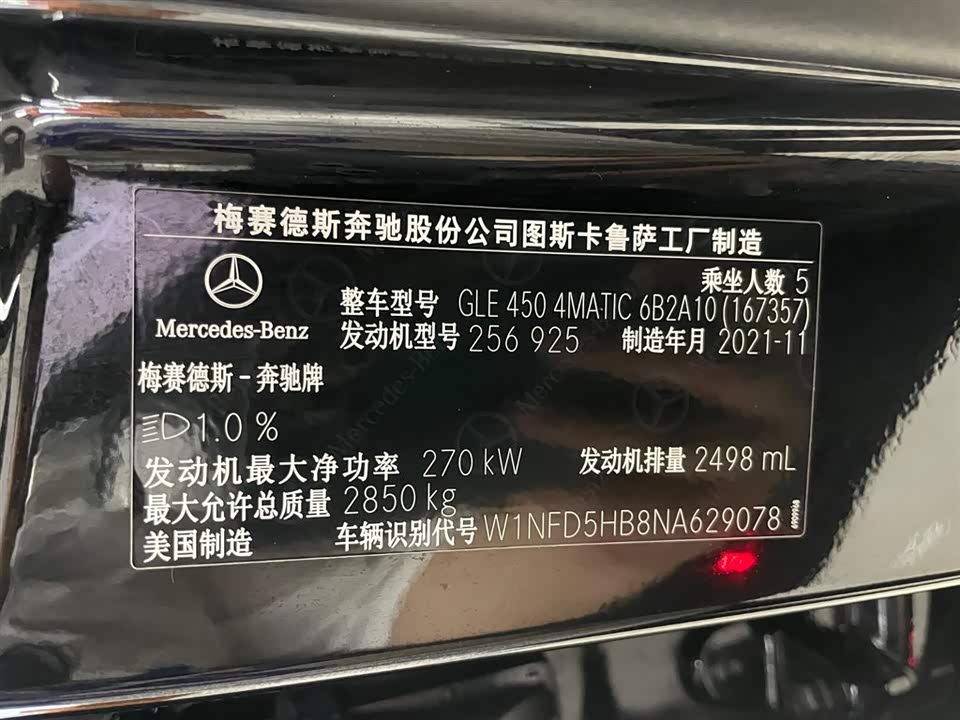 梅赛德斯奔驰股份公司图斯卡鲁萨工厂制造
乘坐人数 5
整车型号 GLE 450 4MATIC 6B2A10 (167357)
Mercedes-Benz
发动机型号 256 925 制造年月 2021-11
梅赛德斯-奔驰牌
1.0 %
发动机最大净功率 270 kW 发动机排量 2498 mL
最大允许总质量 2850 kg
美国制造 车辆识别代号 W1NFD5HB8NA629078